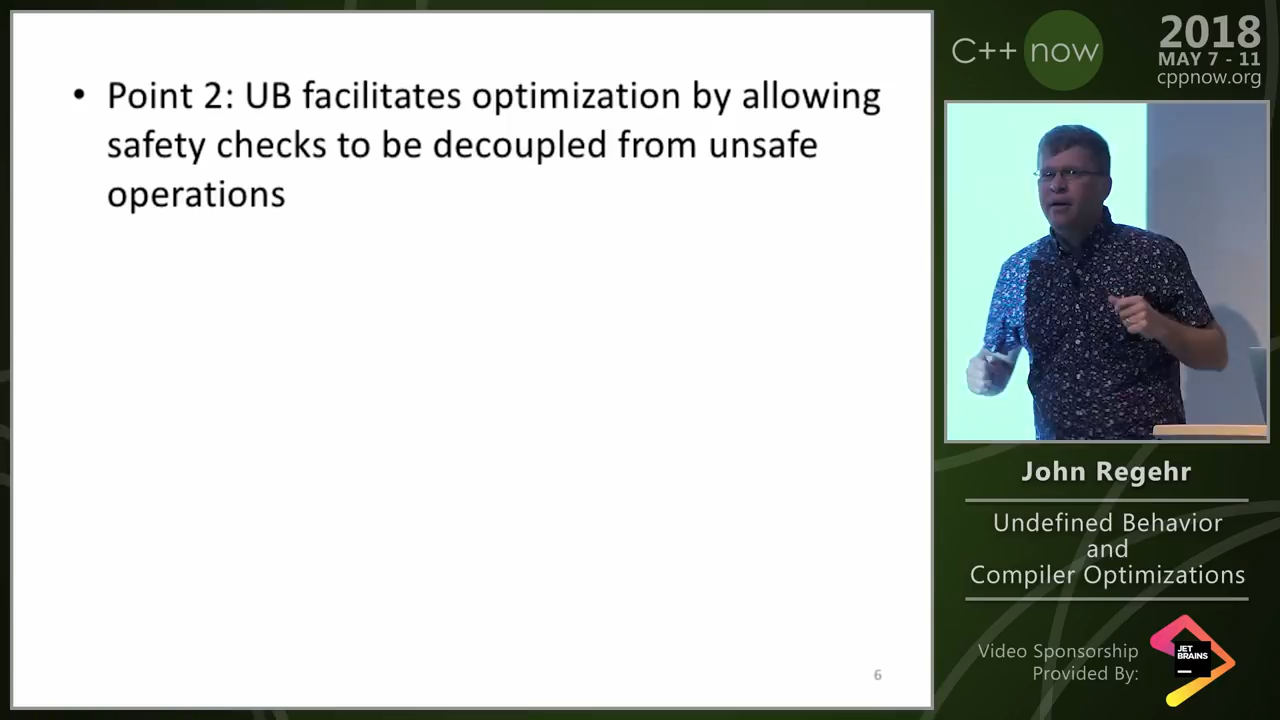 • Point 2: UB facilitates optimization by allowing
safety checks to be decoupled from unsafe
operations
6
C++ now
2018
MAY 7 - 11
cppnow.org
John Regehr
Undefined Behavior
and
Compiler Optimizations
Video Sponsorship
Provided By:
JET
BRAINS